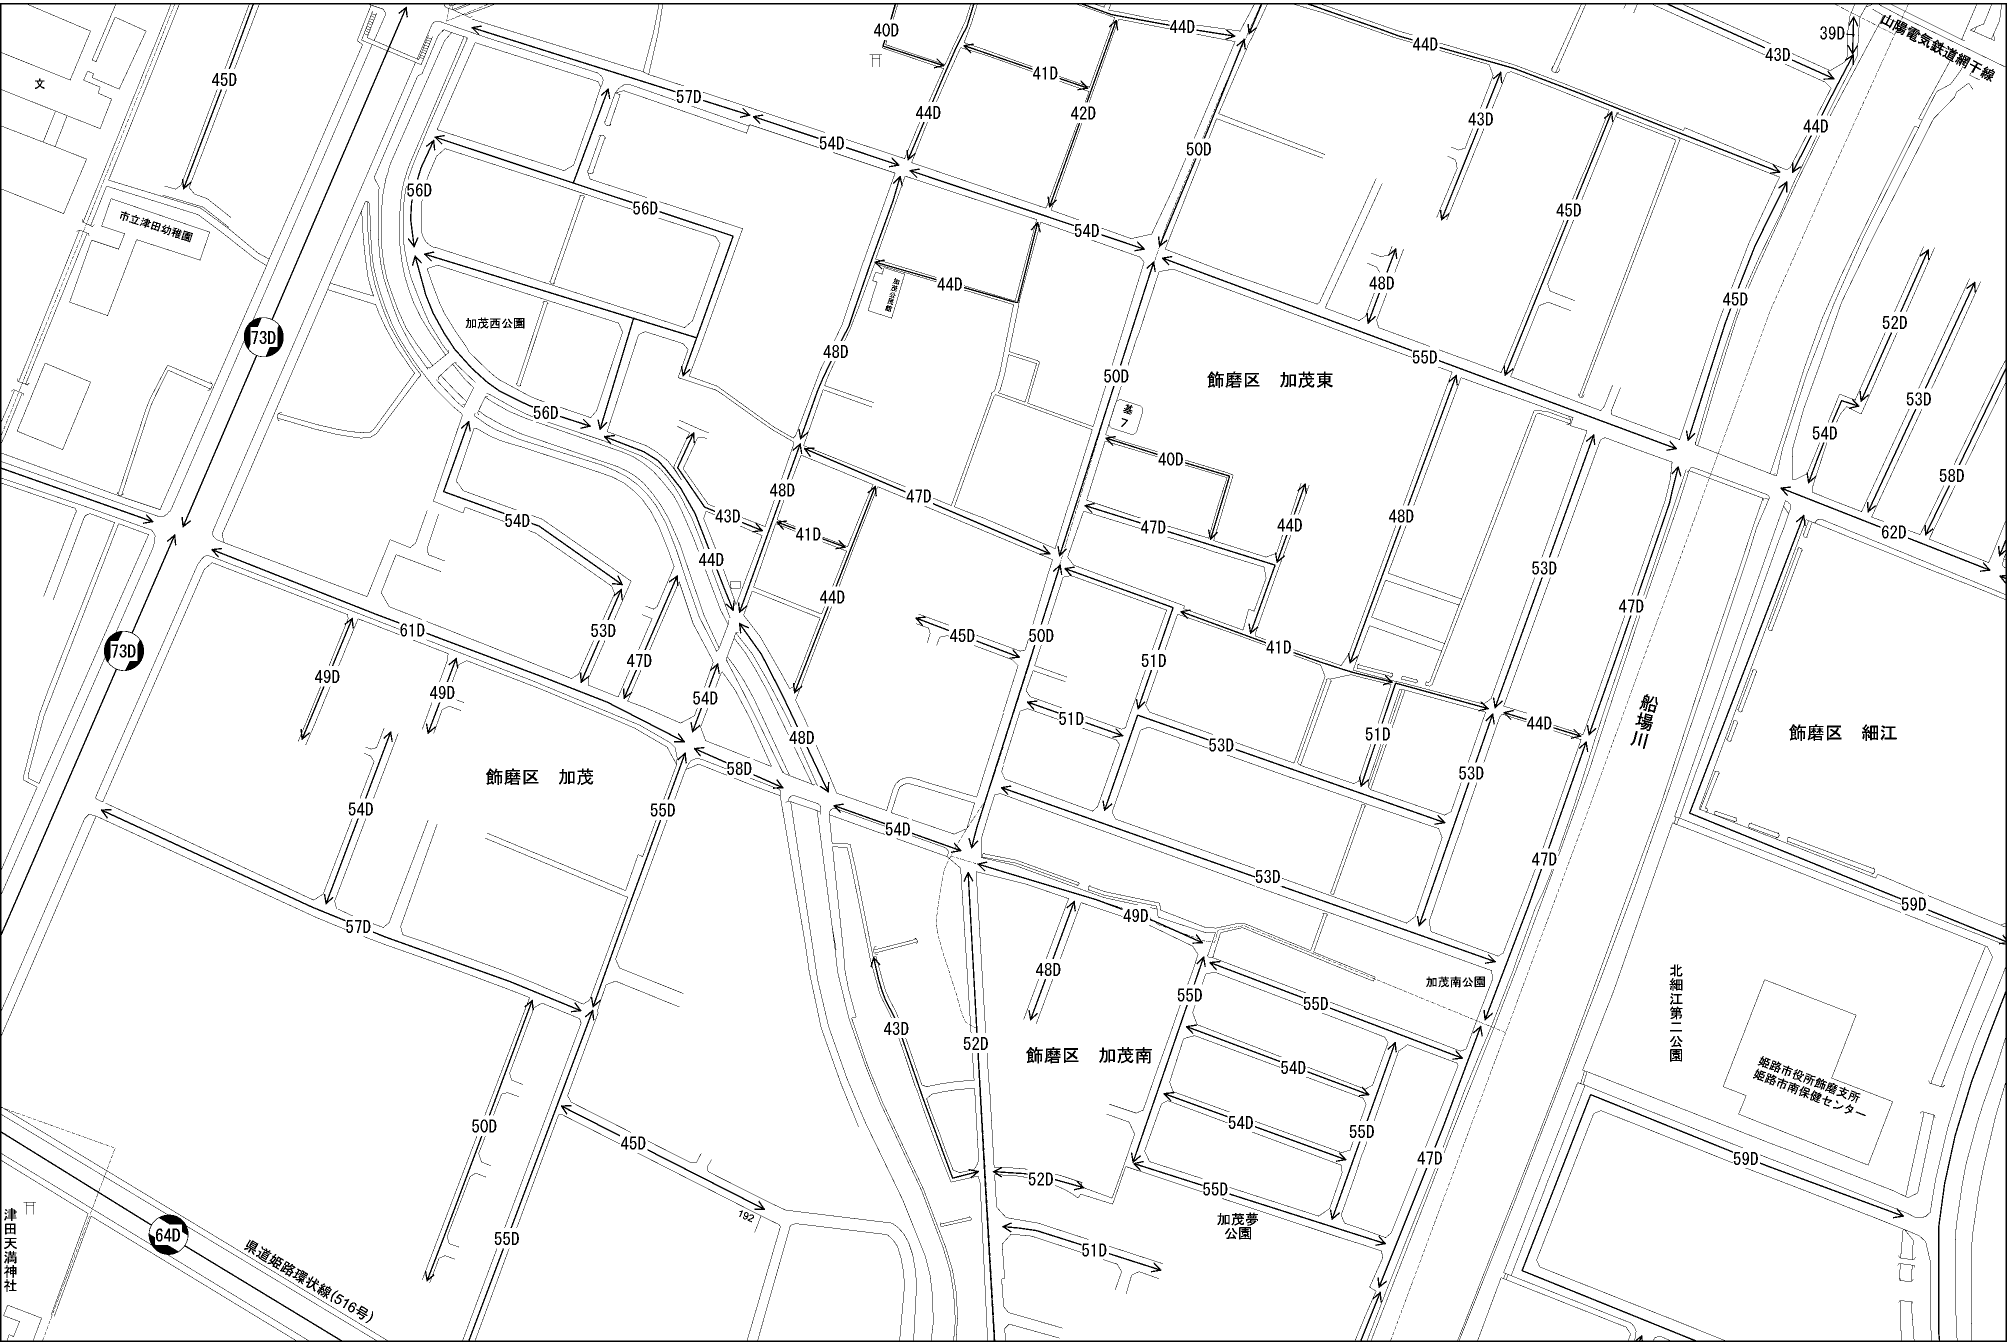 40D
44D
44D
39D
山陽電気鉄道網干線
43D
45D
41D
文
57D
44D
42D
43D
44D
54D
50D
56D
56D
45D
市立津田幼稚園
54D
44D
48D
加茂公民館
45D
52D
加茂西公園
73D
48D
55D
50D
飾磨区 加茂東
53D
基
7
56D
54D
40D
58D
48D
47D
43D
54D
47D
44D
48D
62D
41D
44D
53D
44D
47D
53D
61D
45D
50D
41D
73D
47D
51D
49D
49D
54D
船場川
51D
44D
48D
53D
51D
飾磨区 細江
58D
53D
飾磨区 加茂
54D
55D
54D
47D
53D
59D
49D
57D
48D
北細江第二公園
加茂南公園
55D
55D
43D
52D
飾磨区 加茂南
54D
姫路市役所飾磨支所
姫路市南保健センター
50D
54D
55D
45D
47D
59D
52D
55D
192
加茂夢
公園
津田天満神社
64D
55D
県道姫路環状線(516号)
51D